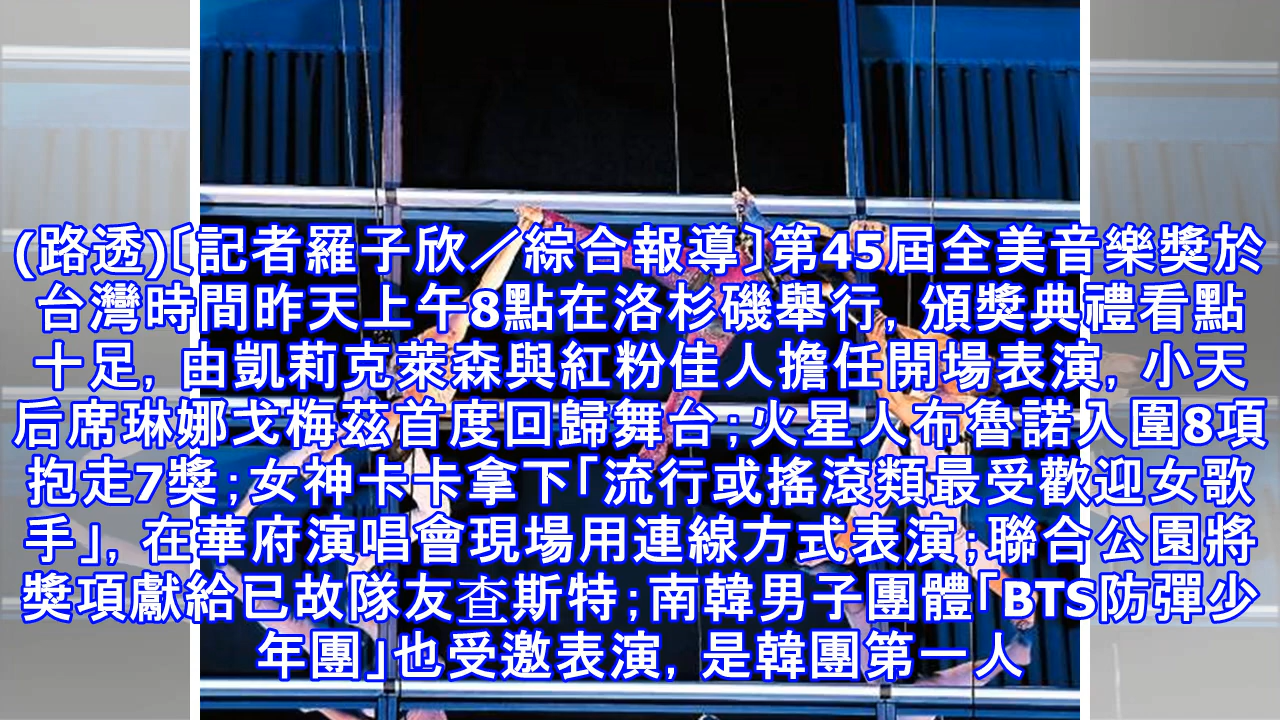 (路透)〔記者羅子欣／綜合報導〕第45屆全美音樂獎於
台灣時間昨天上午8點在洛杉磯舉行, 頒獎典禮看點
十足, 由凱莉克萊森與紅粉佳人擔任開場表演, 小天
后席琳娜戈梅茲首度回歸舞台;火星人布魯諾入圍8項
抱走7獎;女神卡卡拿下「流行或搖滾類最受歡迎女歌
手」, 在華府演唱會現場用連線方式表演;聯合公園將
獎項獻給已故隊友查斯特;南韓男子團體「BTS防彈少
年團」也受邀表演, 是韓團第一人